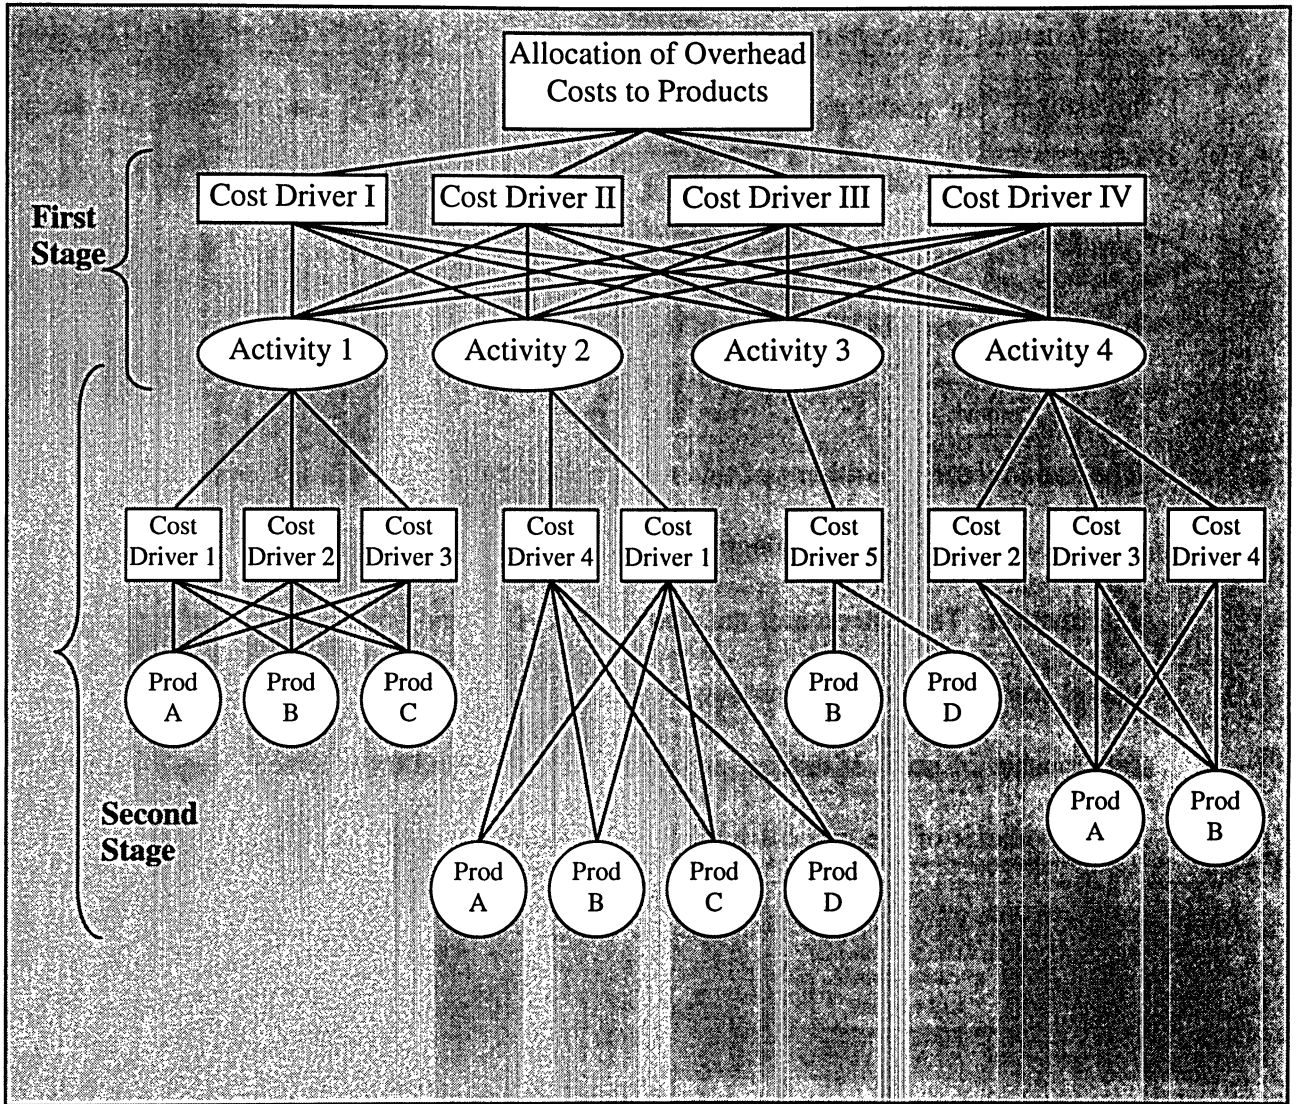 Allocation of Overhead
Costs to Products
Cost Driver I
Cost Driver II
Cost Driver III
Cost Driver IV
First
Stage
Activity 1
Activity 2
Activity 3
Activity 4
Cost
Driver 1
Cost
Driver 2
Cost
Driver 3
Cost
Driver 4
Cost
Driver 1
Cost
Driver 5
Cost
Driver 2
Cost
Driver 3
Cost
Driver 4
Prod
A
Prod
B
Prod
C
Prod
B
Prod
D
Second
Stage
Prod
A
Prod
B
Prod
A
Prod
B
Prod
C
Prod
D